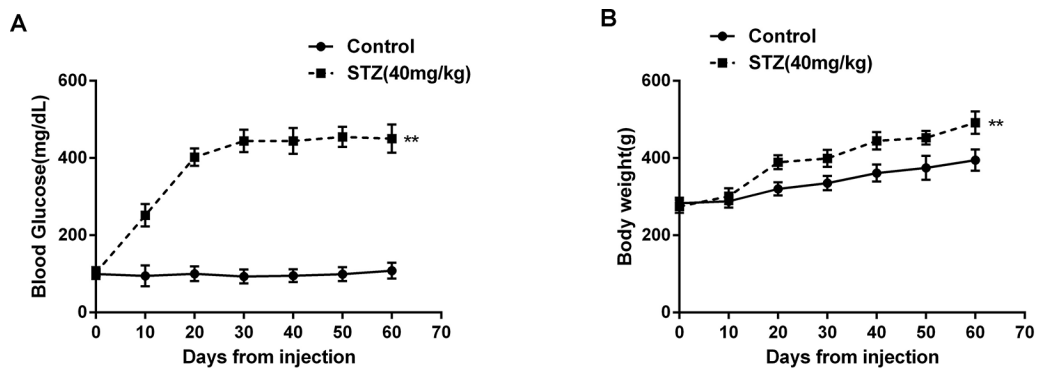 A
Control
STZ(40mg/kg)
Blood Glucose(mg/dL)
600
400
200
0
**
0 10 20 30 40 50 60 70
Days from injection
B
Control
STZ(40mg/kg)
Body weight(g)
600
400
200
0
**
0 10 20 30 40 50 60 70
Days from injection